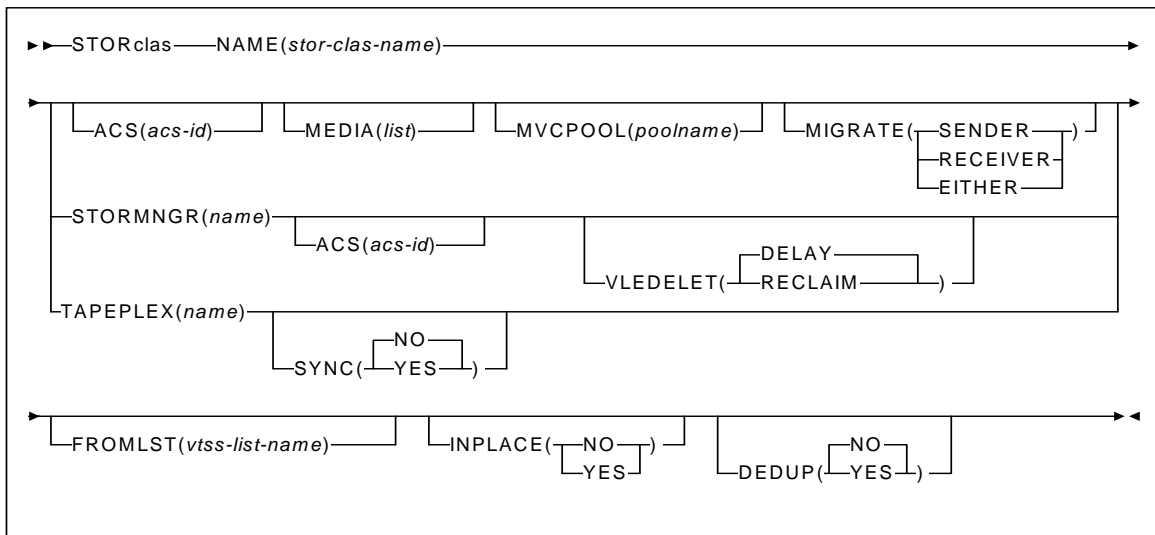 STORclas NAME(stor-clas-name)
ACS(acs-id) MEDIA(list) MVCPOOL(poolname) MIGRATE( SENDER )
RECEIVER
EITHER
STORMNGR(name)
ACS(acs-id) DELAY
VLEDELET( RECLAIM )
TAPEPLEX(name)
NO
SYNC( YES )
NO
FROMLST(vtss-list-name) INPLACE( NO )
YES DEDUP( YES )